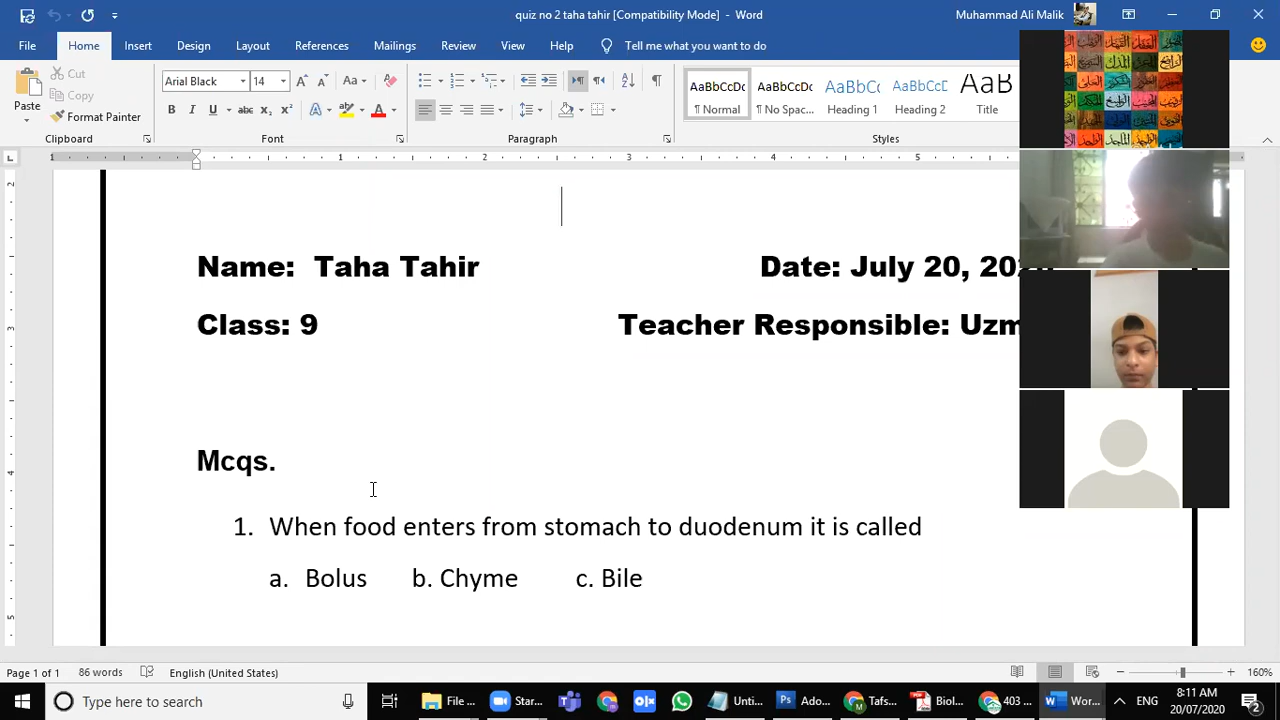 quiz no 2 taha tahir [Compatibility Mode] - Word
Muhammad Ali Malik
File Home Insert Design Layout References Mailings Review View Help Tell me what you want to do
Paste
Cut
Copy
Format Painter
Arial Black 14
AaBbCcDc AaBbCcDc AaBbC AaBbCcD AaB
¶ Normal ¶ No Spac... Heading 1 Heading 2 Title
Clipboard Font Paragraph Styles
Name: Taha Tahir Date: July 20,
Class: 9 Teacher Responsible:
Mcqs.
1. When food enters from stomach to duodenum it is called
a. Bolus b. Chyme c. Bile
Page 1 of 1 86 words English (United States) 160%
Type here to search
File ... Star... Unti... Ado... Tafs... Biol... 403 ... Wor...
ENG
8:11 AM
20/07/2020